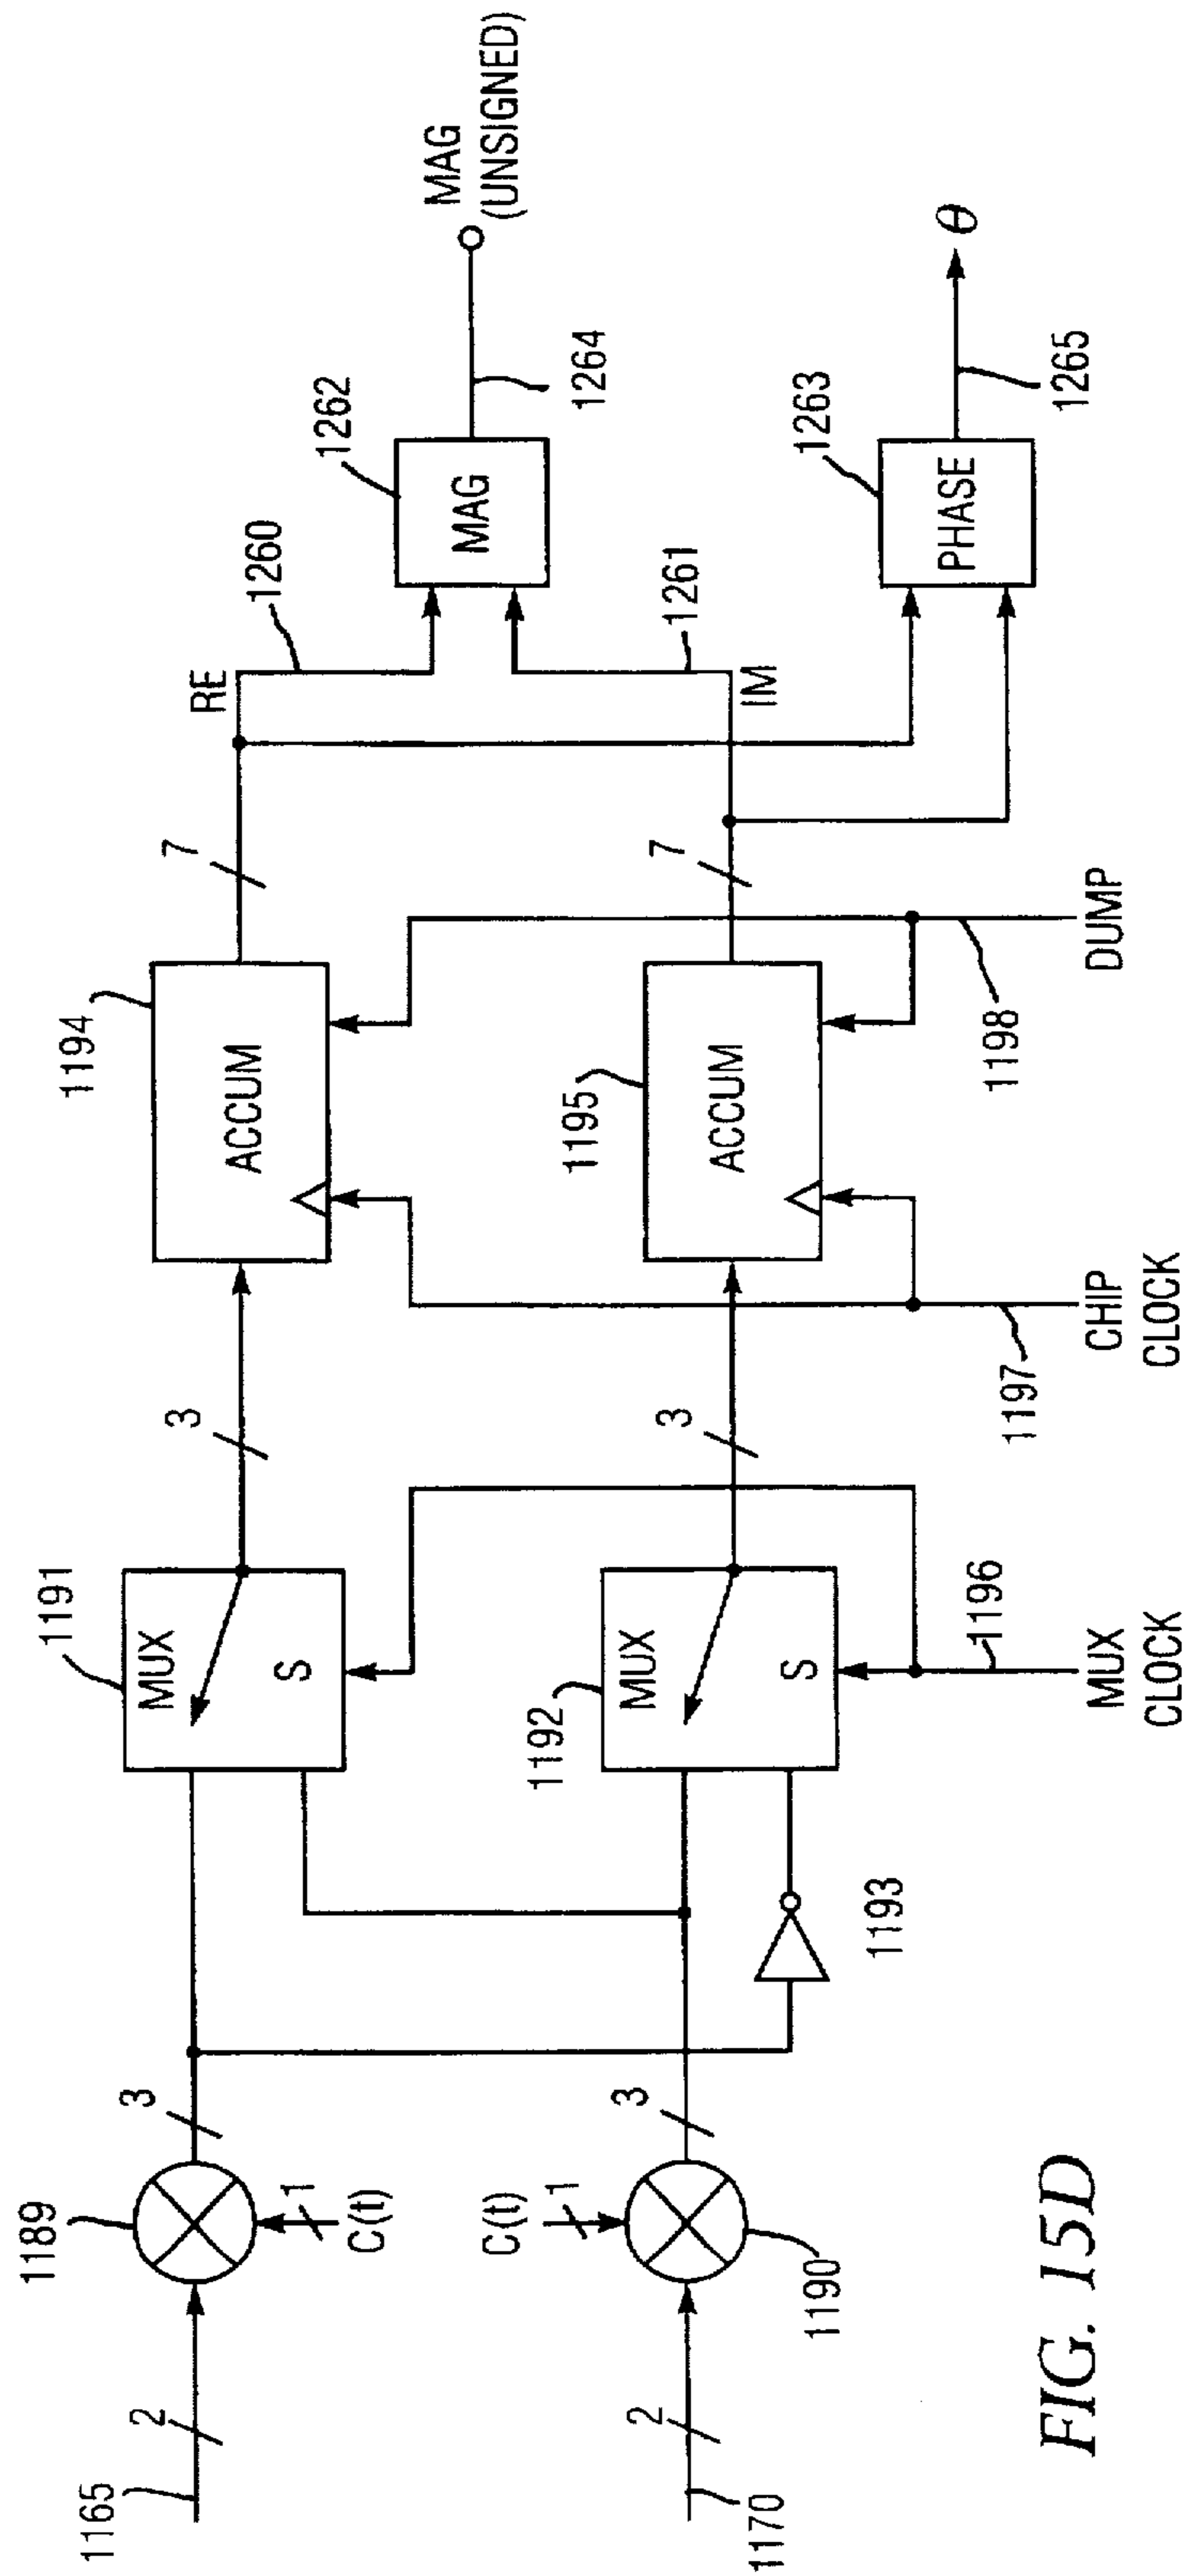 1165
2
1189
3
1
C(t)
1191
MUX
S
3
1194
ACCUM
7
RE
1260
1262
MAG
1264
MAG
(UNSIGNED)
1170
2
C(t)
1
1190
3
1193
1192
MUX
S
3
1195
ACCUM
7
IM
1261
1263
PHASE
1265
θ
1196
MUX
CLOCK
1197
CHIP
CLOCK
1198
DUMP
FIG. 15D